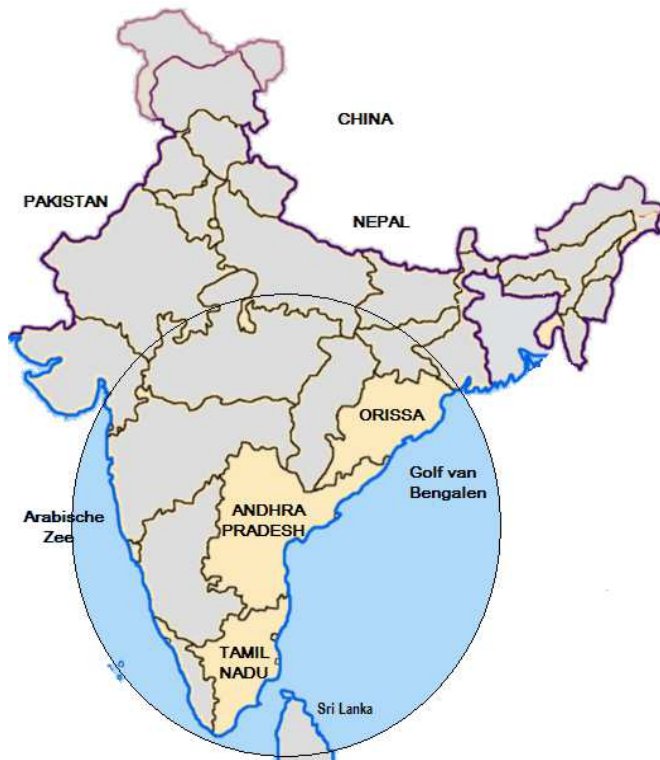 CHINA
PAKISTAN
NEPAL
ORISSA
Golf van
Bengalen
Arabische
Zee
ANDHRA
PRADESH
TAMIL
NADU
Sri Lanka